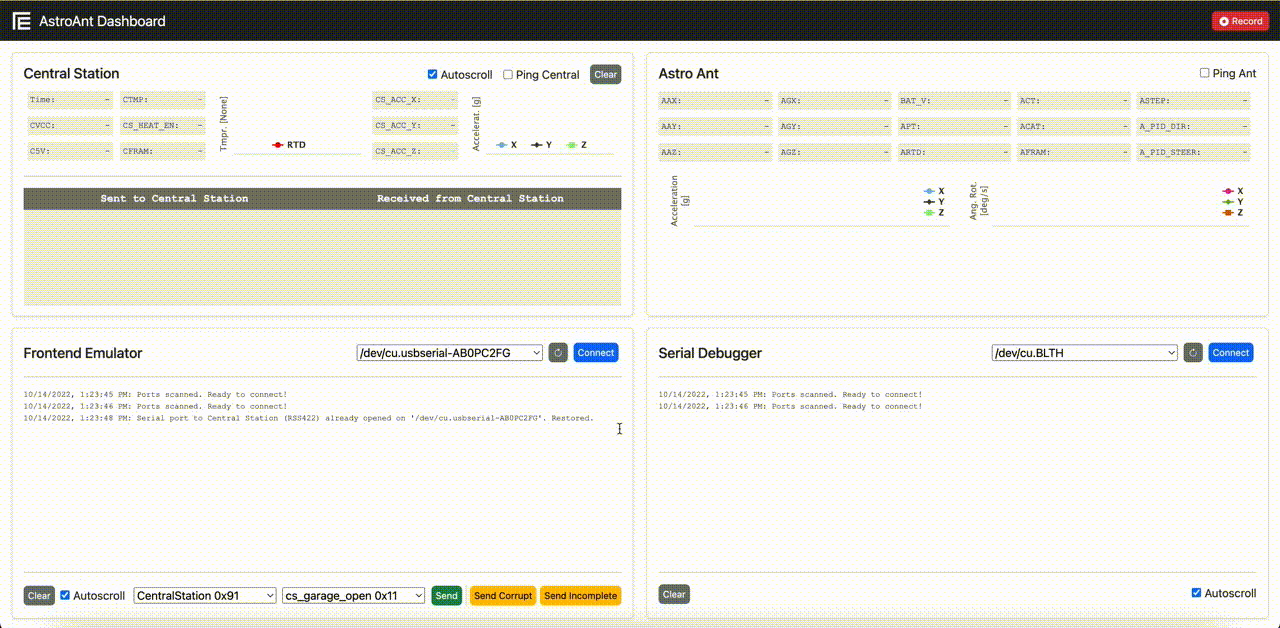 AstroAnt Dashboard
Record
Central Station
Autoscroll
Ping Central
Clear
Time: -
CTMP: -
CVCC: -
CS_HEAT_EN: -
C5V: -
CFRAM: -
Tmpr. [None]
RTD
CS_ACC_X: -
CS_ACC_Y: -
CS_ACC_Z: -
Accelerat. [g]
X Y Z
Sent to Central Station
Received from Central Station
Astro Ant
Ping Ant
AAX: -
AGX: -
BAT_V: -
ACT: -
ASTEP: -
AAY: -
AGY: -
APT: -
ACAT: -
A_PID_DIR: -
AAZ: -
AGZ: -
ARTD: -
AFRAM: -
A_PID_STEER: -
Acceleration
[g]
X
Y
Z
Ang. Rot.
[deg/s]
X
Y
Z
Frontend Emulator
/dev/cu.usbserial-AB0PC2FG
Connect
10/14/2022, 1:23:45 PM: Ports scanned. Ready to connect!
10/14/2022, 1:23:46 PM: Ports scanned. Ready to connect!
10/14/2022, 1:23:48 PM: Serial port to Central Station (RSS422) already opened on '/dev/cu.usbserial-AB0PC2FG'. Restored.
Clear
Autoscroll
CentralStation 0x91
cs_garage_open 0x11
Send
Send Corrupt
Send Incomplete
Serial Debugger
/dev/cu.BLTH
Connect
10/14/2022, 1:23:45 PM: Ports scanned. Ready to connect!
10/14/2022, 1:23:46 PM: Ports scanned. Ready to connect!
Clear
Autoscroll